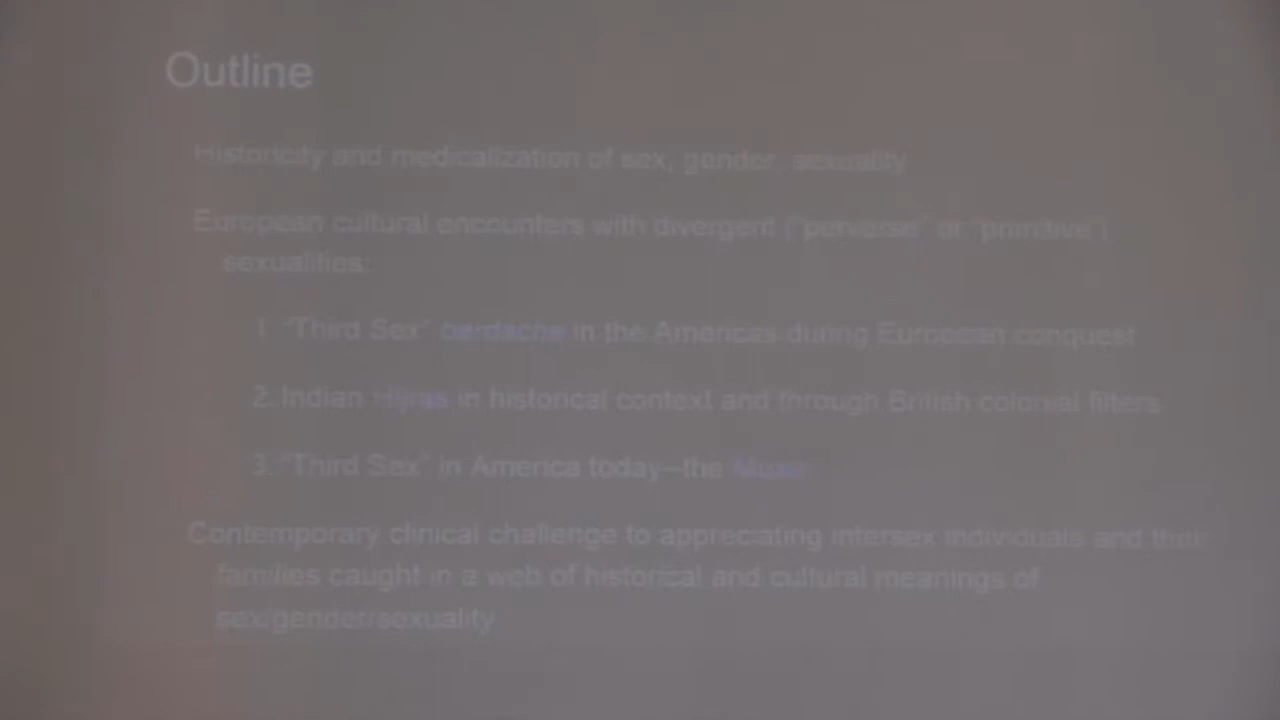 Outline
Historicity and medicalization of sex, gender, sexuality
European cultural encounters with divergent ("perverse" or "primitive")
sexualities:
1. "Third Sex" berdache in the Americas during European conquest
2. Indian Hijras in historical context and through British colonial filters
3. "Third Sex" in America today—the Muxe
Contemporary clinical challenge to appreciating intersex individuals and their
families caught in a web of historical and cultural meanings of
sex/gender/sexuality